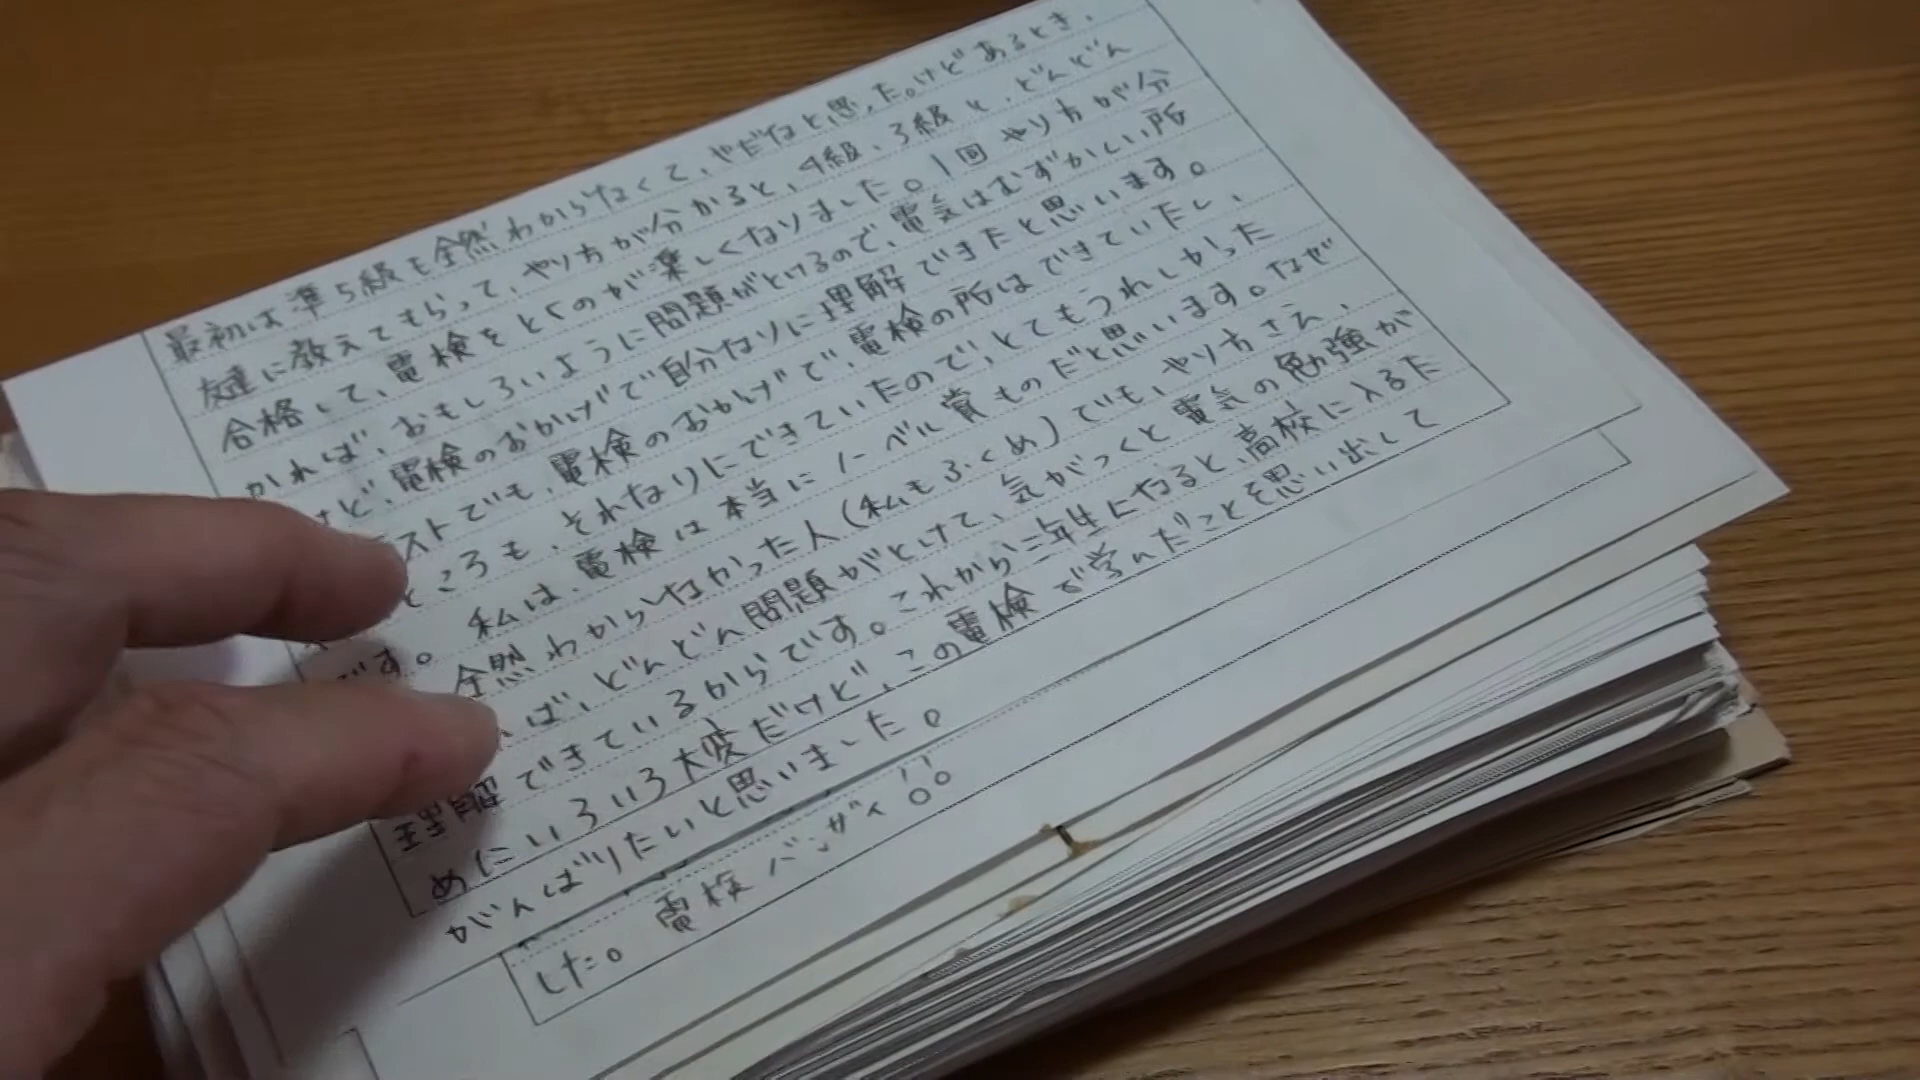 最初は準5級も全然わからなくて、やだなと思った。けどあるとき、
友達に教えてもらって、やり方が分かると、4級、3級と、どんどん
合格して、電検をとくのが楽しくなりました。1回やり方が分
かれば、おもしろいように問題がとけるので、電気はむずかしい所
けど、電検のおかげで自分なりに理解できたと思います。
テストでも、電検のおかげで、電検の所はできていたし、
ところも、それなりにできていたので、とてもうれしかった
です。私は、電検は本当にノーベル賞ものだと思います。なぜ
全然わからなかった人(私もふくめ)でも、やり方さえ、
ば、どんどん問題がとけて、気がつくと電気の勉強が
理解できているからです。これから三年生になると、高校に入るた
めにいろいろ大変だけど、この電検で学んだことを思い出して
がんばりたいと思いました。
した。電検バンザイ!!